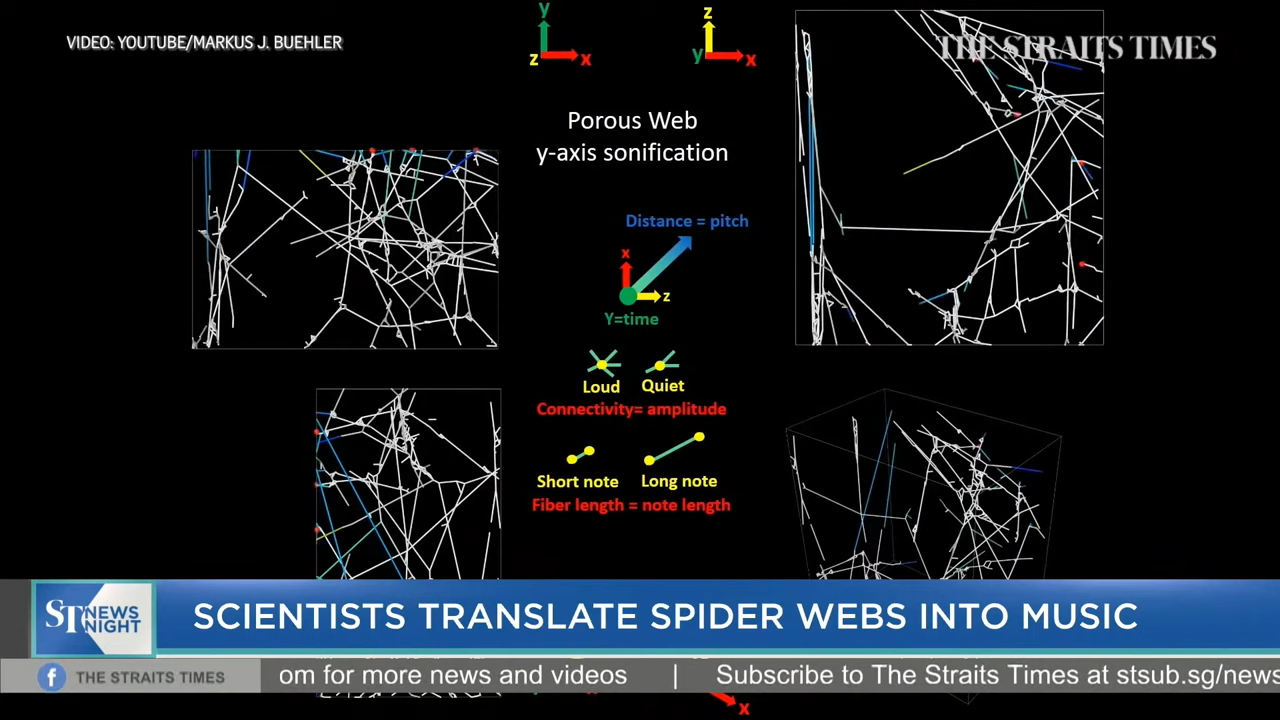 VIDEO: YOUTUBE/MARKUS J. BUEHLER
THE STRAITS TIMES
y
z
x
z
y
x
Porous Web
y-axis sonification
Distance = pitch
x
z
Y=time
Loud
Quiet
Connectivity= amplitude
Short note
Long note
Fiber length = note length
ST NEWS NIGHT
SCIENTISTS TRANSLATE SPIDER WEBS INTO MUSIC
THE STRAITS TIMES
om for more news and videos | Subscribe to The Straits Times at stsub.sg/news
x